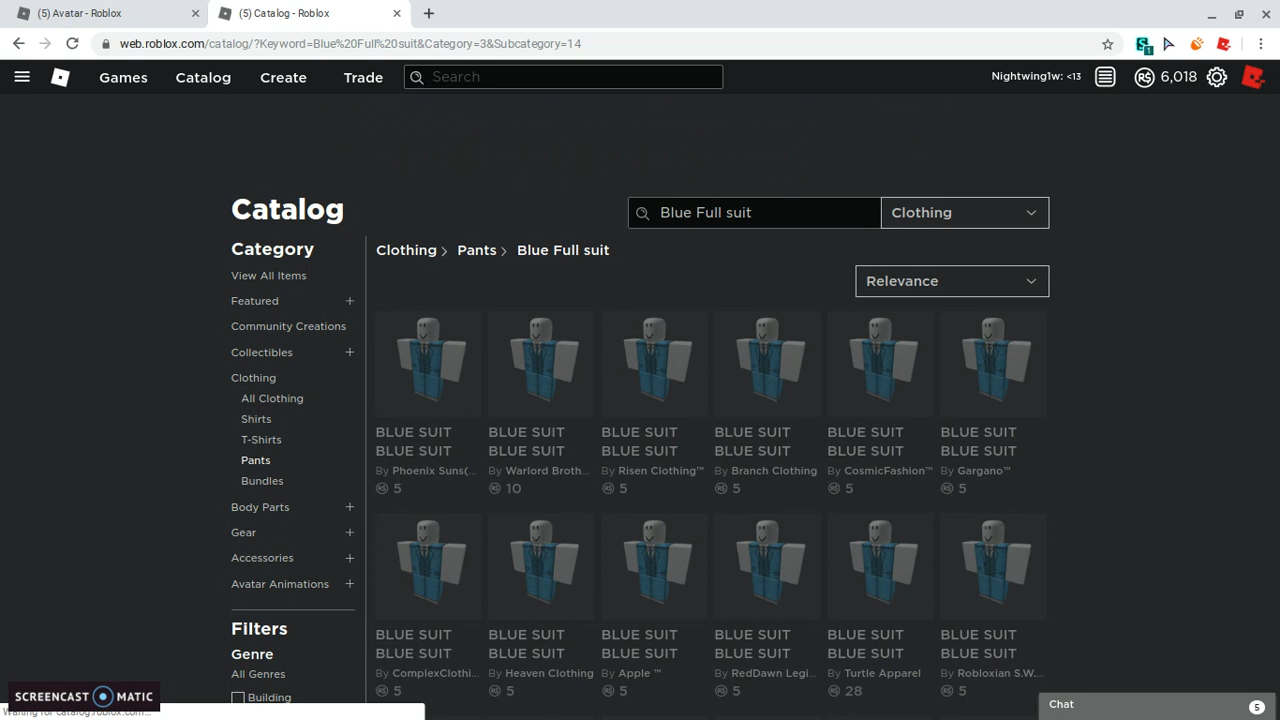 (5) Avatar - Roblox
(5) Catalog - Roblox
web.roblox.com/catalog/?Keyword=Blue%20Full%20suit&Category=3&Subcategory=14
1
Games
Catalog
Create
Trade
Search
Nightwing1w: <13
6,018
Catalog
Blue Full suit
Clothing
Category
Clothing > Pants > Blue Full suit
View All Items
Relevance
Featured +
Community Creations
Collectibles +
Clothing
All Clothing
Shirts
T-Shirts
Pants
Bundles
Body Parts +
Gear +
Accessories +
Avatar Animations +
Filters
Genre
All Genres
Building
BLUE SUIT
BLUE SUIT
By Phoenix Suns(...
R$ 5
BLUE SUIT
BLUE SUIT
By Warlord Broth...
R$ 10
BLUE SUIT
BLUE SUIT
By Risen Clothing™
R$ 5
BLUE SUIT
BLUE SUIT
By Branch Clothing
R$ 5
BLUE SUIT
BLUE SUIT
By CosmicFashion™
R$ 5
BLUE SUIT
BLUE SUIT
By Gargano™
R$ 5
BLUE SUIT
BLUE SUIT
By ComplexClothi...
R$ 5
BLUE SUIT
BLUE SUIT
By Heaven Clothing
R$ 5
BLUE SUIT
BLUE SUIT
By Apple ™
R$ 5
BLUE SUIT
BLUE SUIT
By RedDawn Legi...
R$ 5
BLUE SUIT
BLUE SUIT
By Turtle Apparel
R$ 28
BLUE SUIT
BLUE SUIT
By Robloxian S.W....
R$ 5
SCREENCAST MATIC
Waiting for catalog.roblox.com...
Chat
5